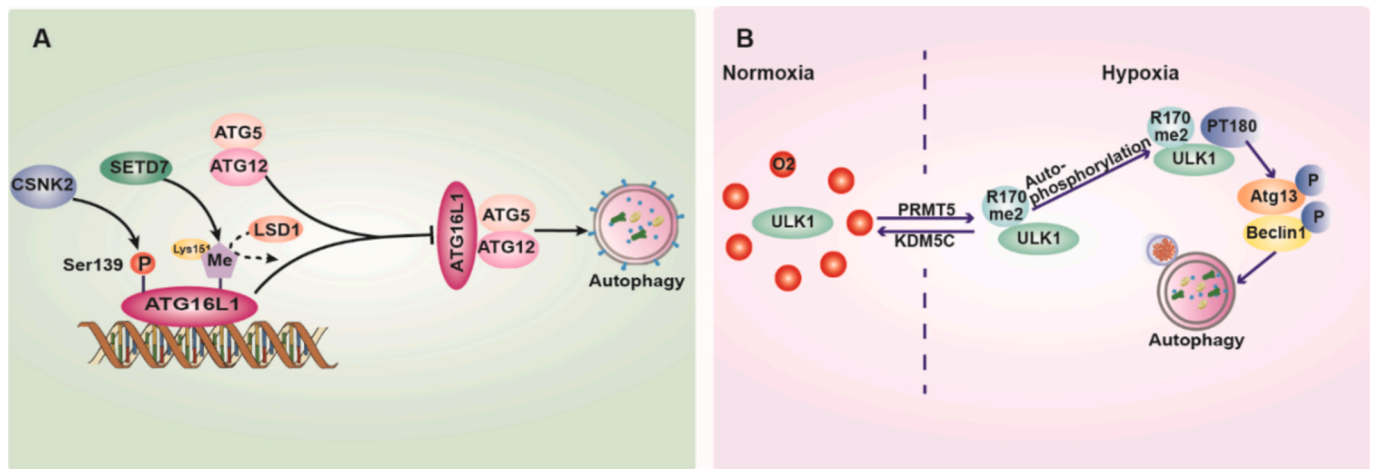 A
ATG5
ATG12
CSNK2
SETD7
LSD1
Lys151
Me
Ser139
P
ATG16L1
ATG16L1
ATG5
ATG12
Autophagy
B
Normoxia
Hypoxia
O2
ULK1
PRMT5
KDM5C
R170
me2
ULK1
Auto-
phosphorylation
R170
me2
PT180
ULK1
Atg13
P
Beclin1
P
Autophagy